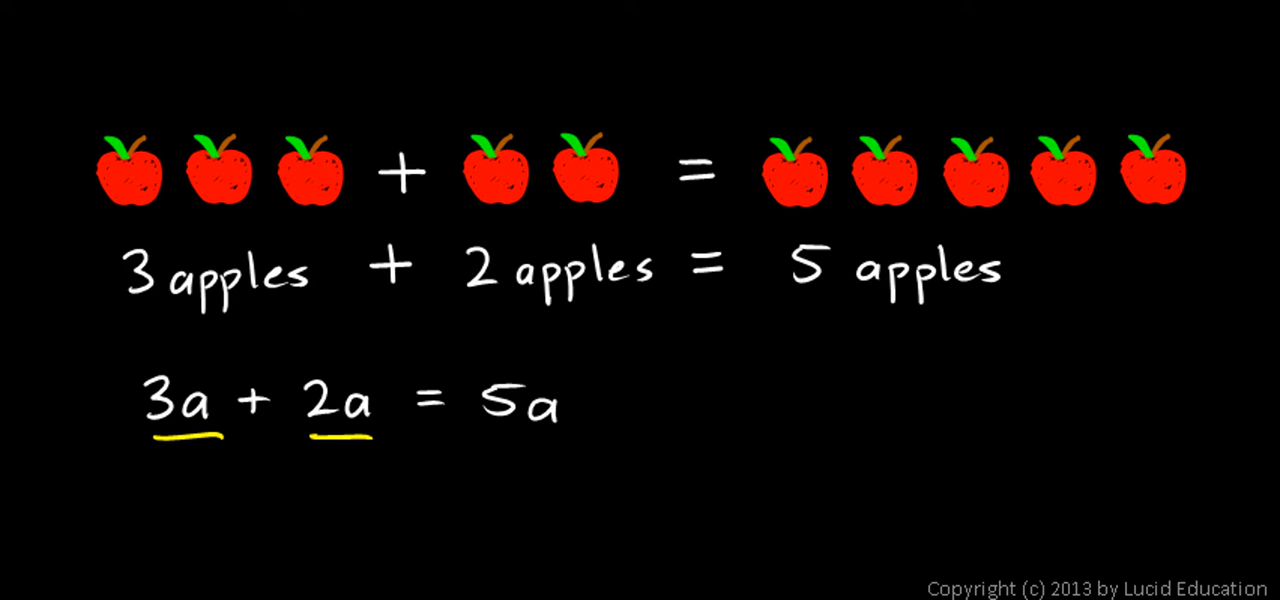 + =
3 apples + 2 apples = 5 apples
3a + 2a = 5a
Copyright (c) 2013 by Lucid Education